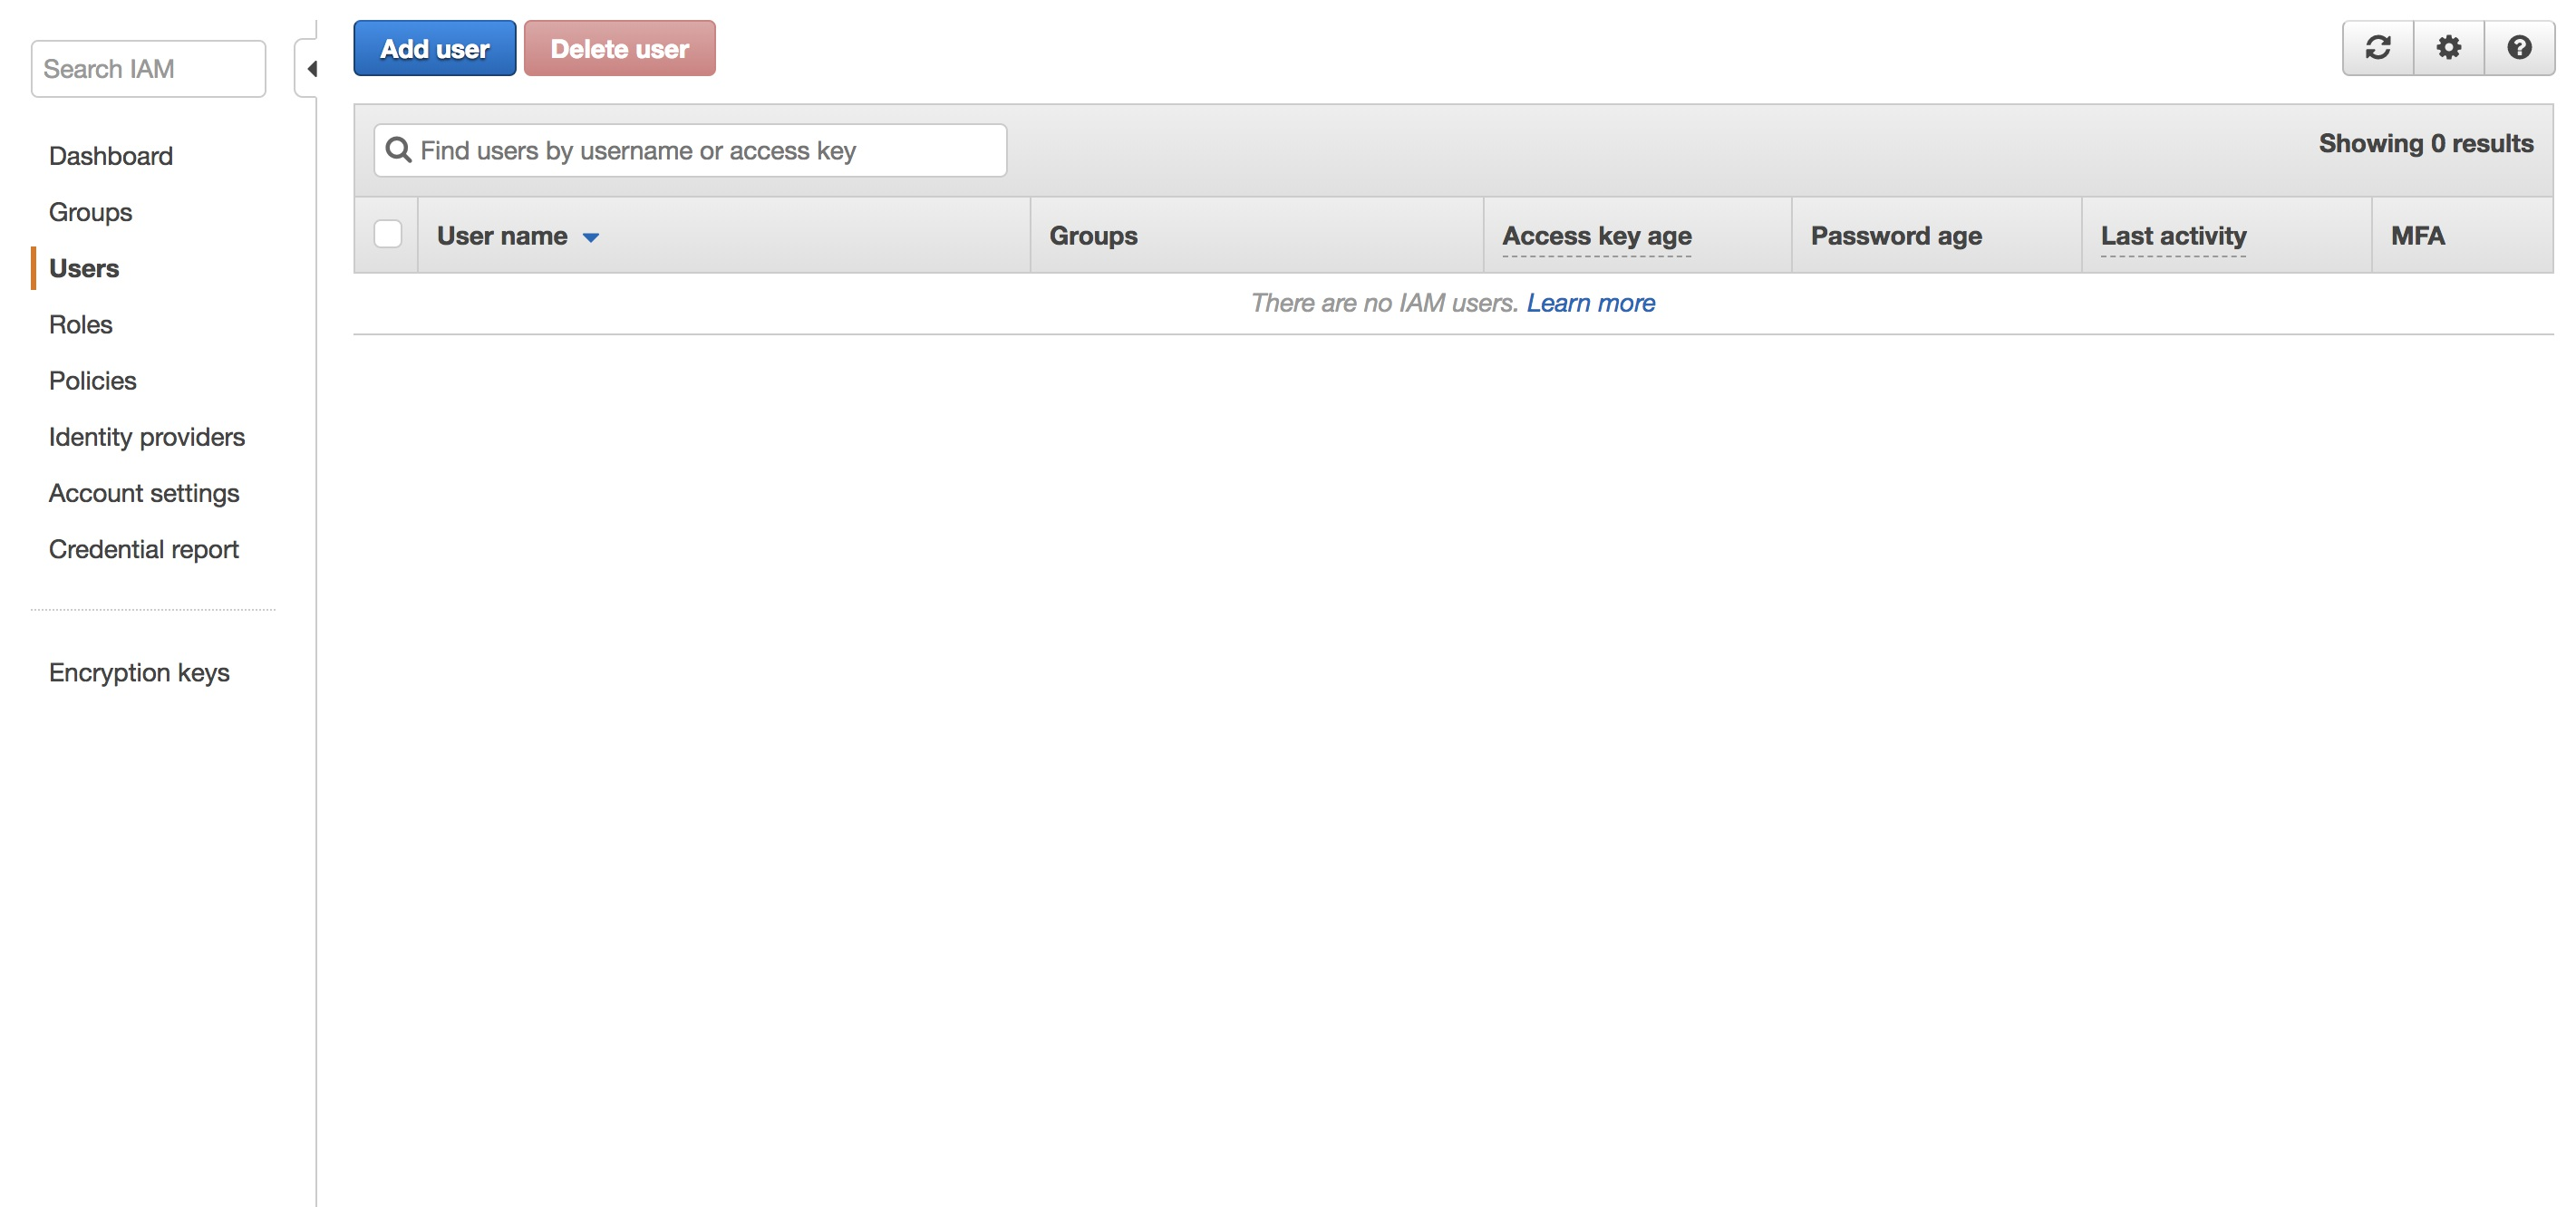 Search IAM
Dashboard
Groups
Users
Roles
Policies
Identity providers
Account settings
Credential report
Encryption keys
Add user
Delete user
Find users by username or access key
Showing 0 results
User name
Groups
Access key age
Password age
Last activity
MFA
There are no IAM users. Learn more